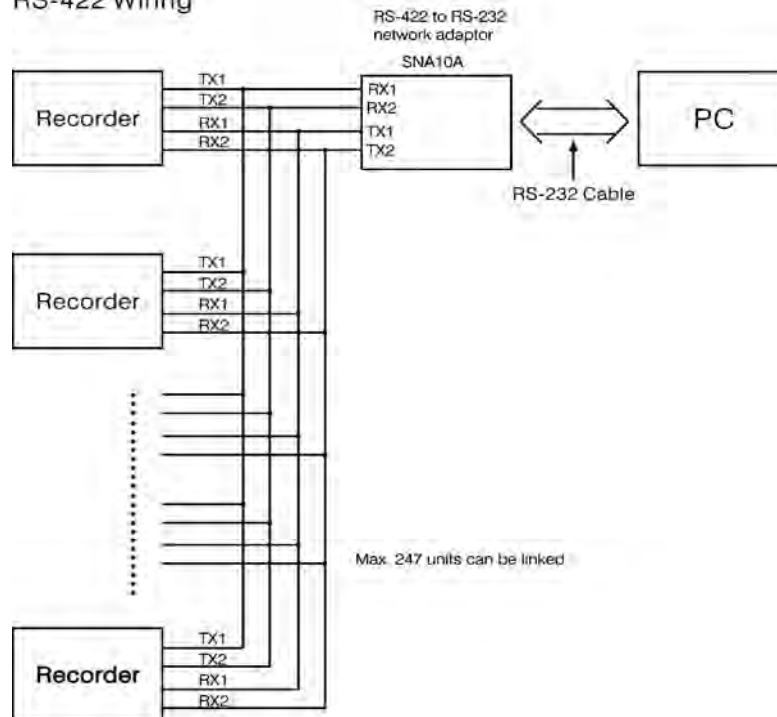 RS-422 Wiring
RS-422 to RS-232
network adaptor
SNA10A
Recorder
TX1
TX2
RX1
RX2
RX1
RX2
TX1
TX2
PC
RS-232 Cable
Recorder
TX1
TX2
RX1
RX2
Max. 247 units can be linked
Recorder
TX1
TX2
RX1
RX2